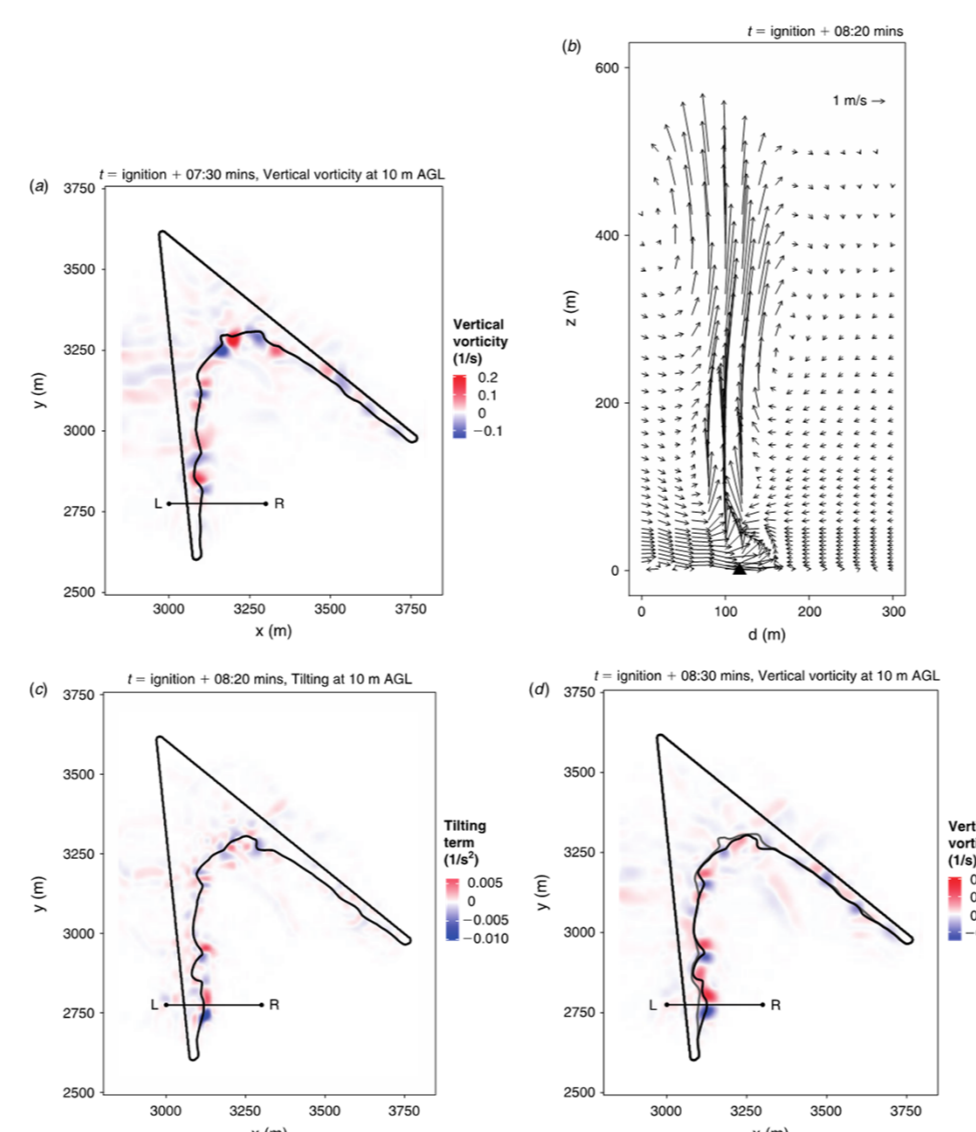 (b)
t = ignition + 08:20 mins
600
400
200
0
z (m)
1 m/s
0 100 200 300
d (m)
(a)
t = ignition + 07:30 mins, Vertical vorticity at 10 m AGL
3750
3500
3250
3000
2750
2500
y (m)
L R
3000 3250 3500 3750
x (m)
Vertical
vorticity
(1/s)
0.2
0.1
0
−0.1
(c)
t = ignition + 08:20 mins, Tilting at 10 m AGL
3750
3500
3250
3000
2750
2500
y (m)
L R
3000 3250 3500 3750
Tilting
term
(1/s²)
0.005
0
−0.005
−0.010
(d)
t = ignition + 08:30 mins, Vertical vorticity at 10 m AGL
3750
3500
3250
3000
2750
2500
y (m)
L R
3000 3250 3500 3750
Vert
vorti
(1/s)